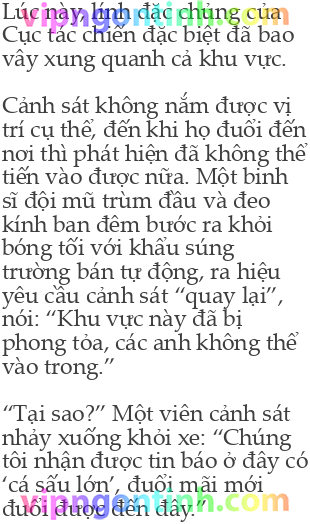 Lúc này, lính đặc chủng của
Cục tác chiến đặc biệt đã bao
vây xung quanh cả khu vực.
Cảnh sát không nắm được vị
trí cụ thể, đến khi họ đuổi đến
nơi thì phát hiện đã không thể
tiến vào được nữa. Một binh
sĩ đội mũ trùm đầu và đeo
kính ban đêm bước ra khỏi
bóng tối với khẩu súng
trường bán tự động, ra hiệu
yêu cầu cảnh sát “quay lại”,
nói: “Khu vực này đã bị
phong tỏa, các anh không thể
vào trong.”
“Tại sao?” Một viên cảnh sát
nhảy xuống khỏi xe: “Chúng
tôi nhận được tin báo ở đây có
‘cá sấu lớn’, đuổi mãi mới
đuổi được đến đây.”
vipngontinh.com
vipngontinh.com